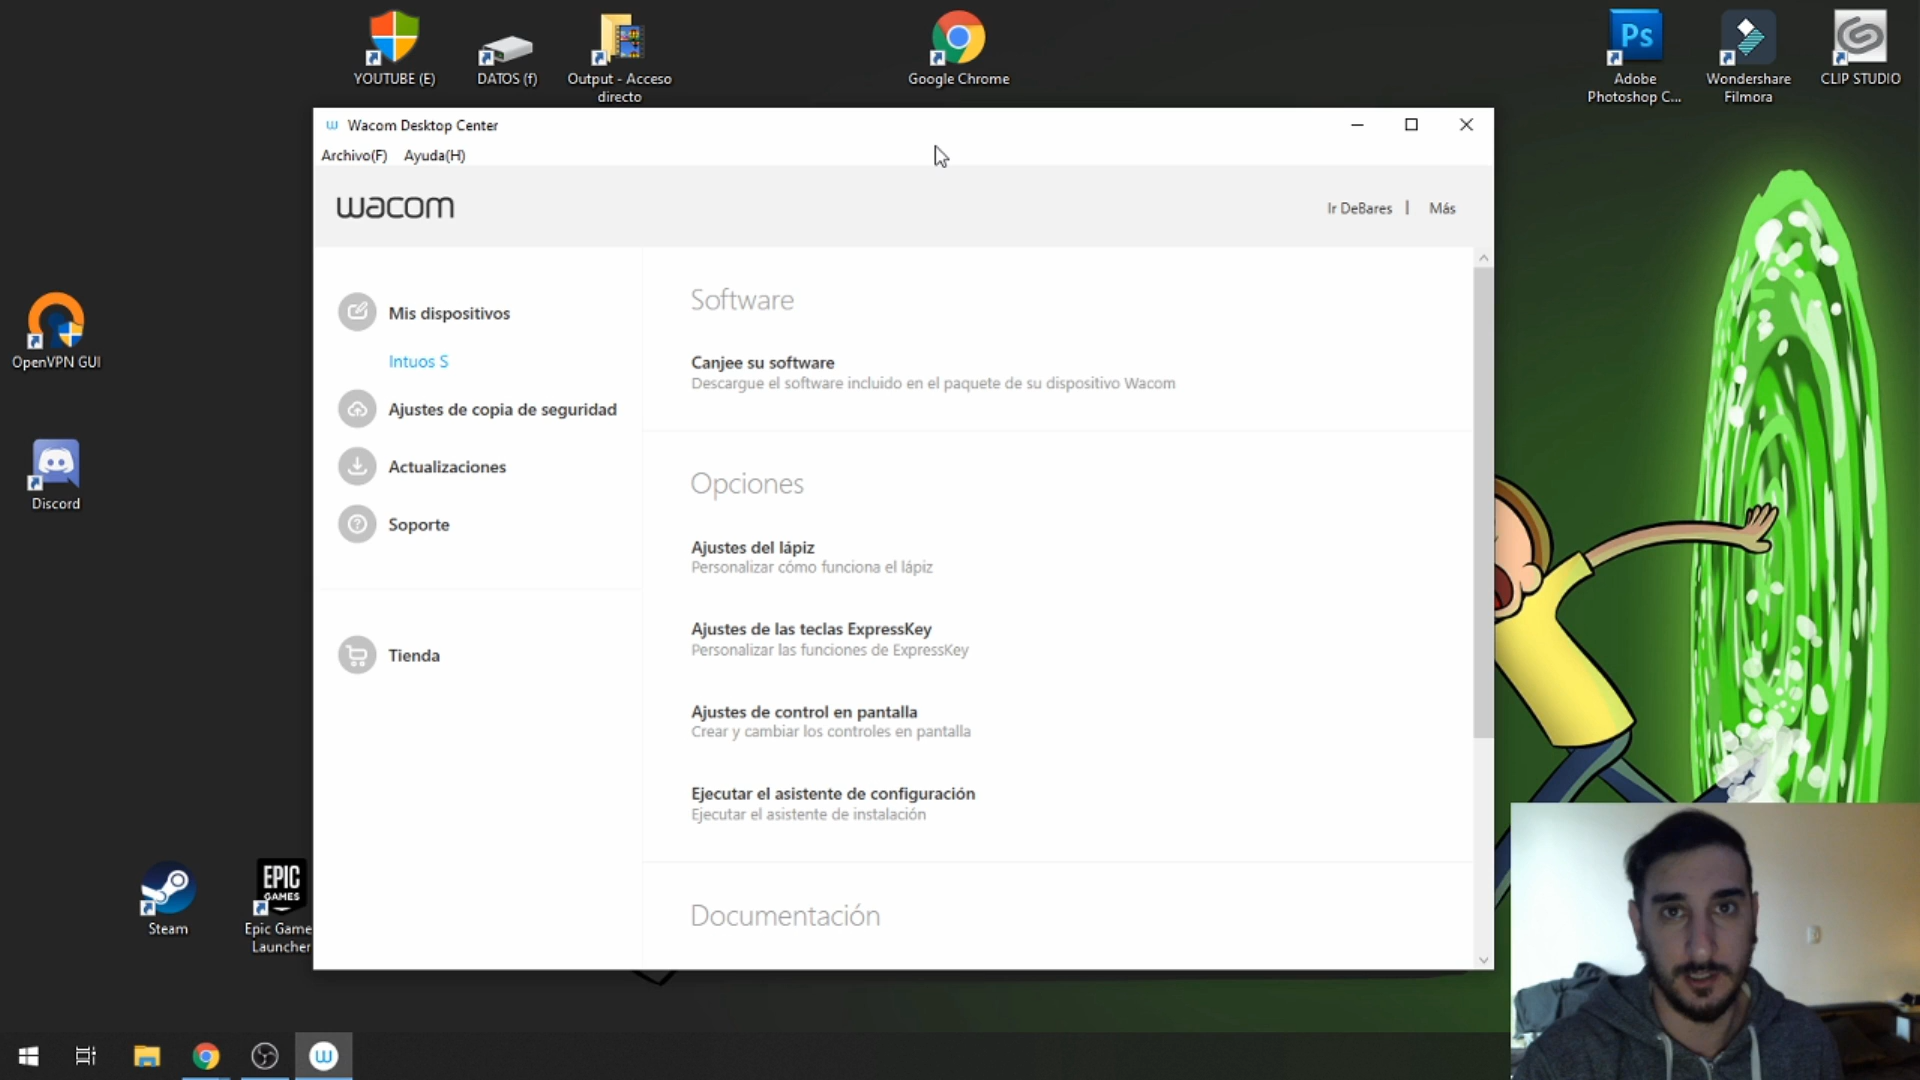 YOUTUBE (E)
DATOS (f)
Output - Acceso
directo
Google Chrome
Ps
Adobe
Photoshop C...
Wondershare
Filmora
CLIP STUDIO
Wacom Desktop Center
Archivo(F) Ayuda(H)
wacom
Ir DeBares | Más
Mis dispositivos
Intuos S
Ajustes de copia de seguridad
Actualizaciones
Soporte
Tienda
Software
Canjee su software
Descargue el software incluido en el paquete de su dispositivo Wacom
Opciones
Ajustes del lápiz
Personalizar cómo funciona el lápiz
Ajustes de las teclas ExpressKey
Personalizar las funciones de ExpressKey
Ajustes de control en pantalla
Crear y cambiar los controles en pantalla
Ejecutar el asistente de configuración
Ejecutar el asistente de instalación
Documentación
OpenVPN GUI
Discord
Steam
EPIC
GAMES
Epic Game
Launcher